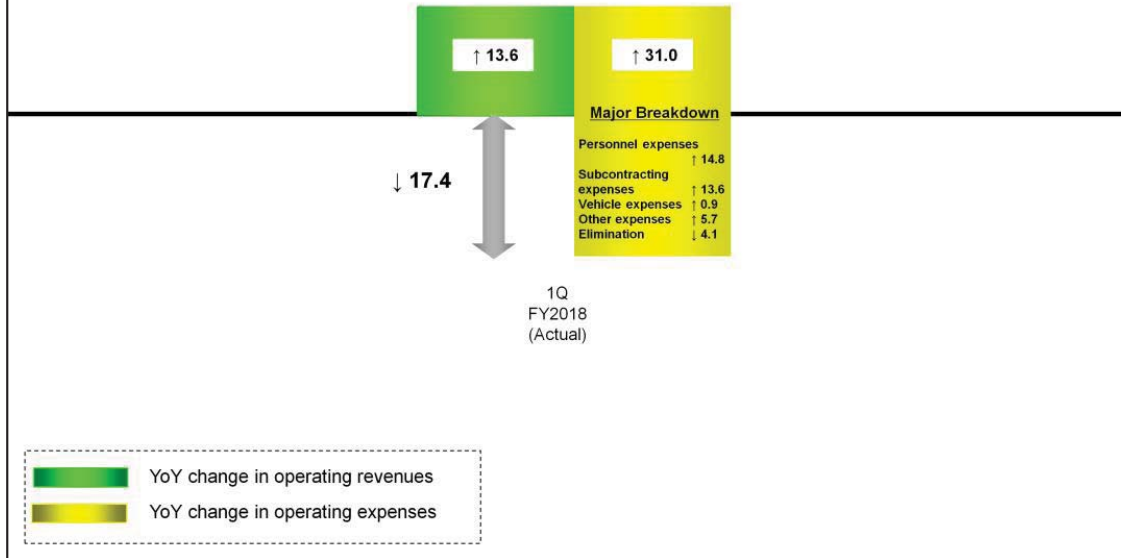 ↑ 13.6
↑ 31.0
Major Breakdown
Personnel expenses
↑ 14.8
Subcontracting
expenses ↑ 13.6
Vehicle expenses ↑ 0.9
Other expenses ↑ 5.7
Elimination ↓ 4.1
↓ 17.4
1Q
FY2018
(Actual)
YoY change in operating revenues
YoY change in operating expenses